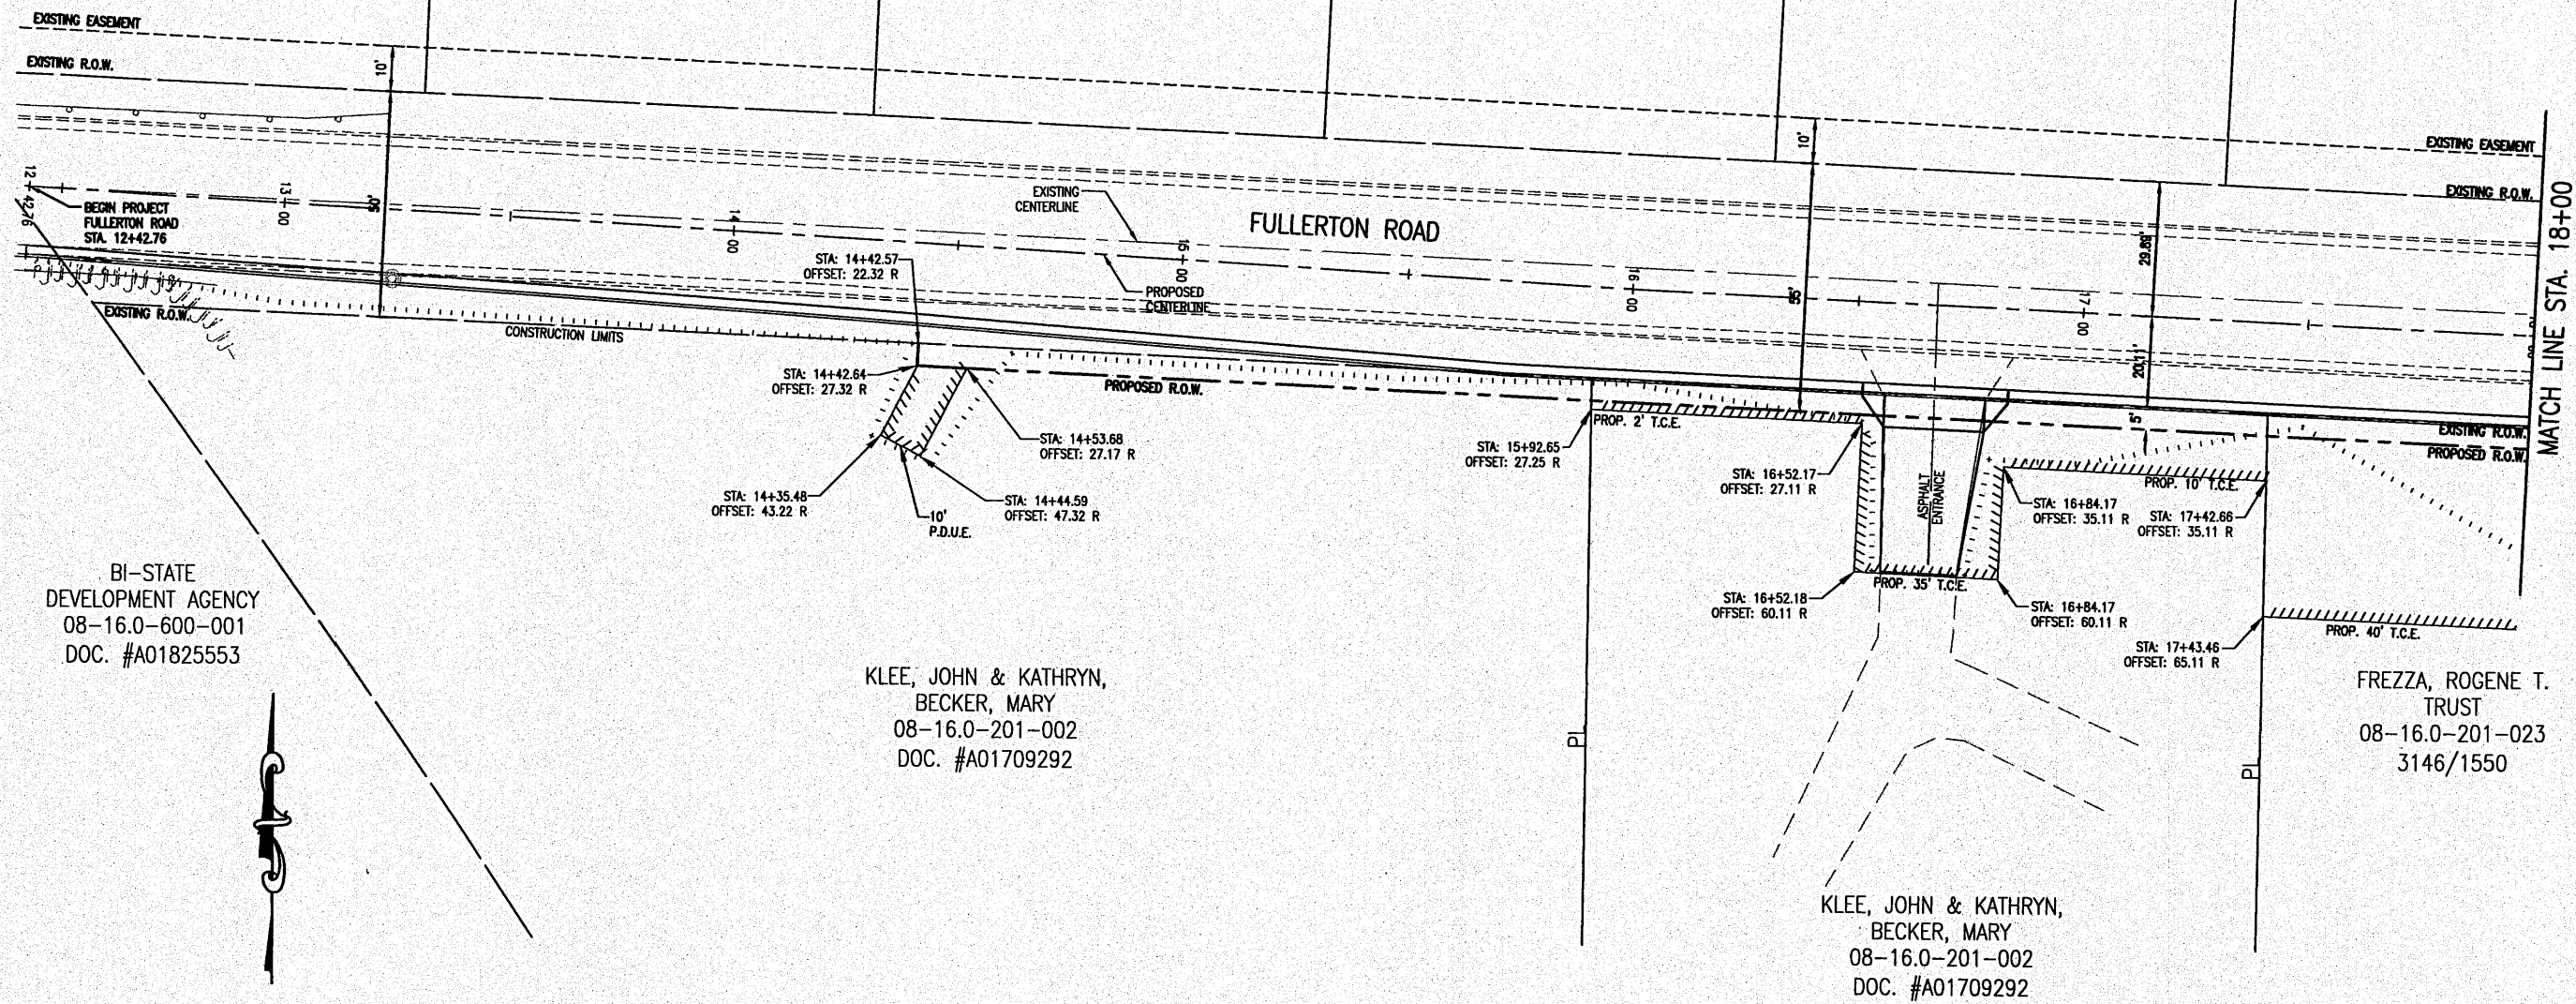 EXISTING EASEMENT
EXISTING R.O.W.
10'
10'
EXISTING EASEMENT
EXISTING R.O.W.
12
42.76
BEGIN PROJECT
FULLERTON ROAD
STA. 12+42.76
13
00
50'
14
00
EXISTING
CENTERLINE
FULLERTON ROAD
15
00
PROPOSED
CENTERLINE
16
00
55'
17
00
29.89'
20.11'
5'
MATCH LINE STA. 18+00
EXISTING R.O.W.
CONSTRUCTION LIMITS
STA: 14+42.57
OFFSET: 22.32 R
STA: 14+42.64
OFFSET: 27.32 R
PROPOSED R.O.W.
STA: 14+53.68
OFFSET: 27.17 R
STA: 14+35.48
OFFSET: 43.22 R
STA: 14+44.59
OFFSET: 47.32 R
10'
P.D.U.E.
STA: 15+92.65
OFFSET: 27.25 R
PROP. 2' T.C.E.
STA: 16+52.17
OFFSET: 27.11 R
ASPHALT
ENTRANCE
STA: 16+84.17
OFFSET: 35.11 R
PROP. 10' T.C.E.
STA: 17+42.66
OFFSET: 35.11 R
EXISTING R.O.W.
PROPOSED R.O.W.
STA: 16+52.18
OFFSET: 60.11 R
PROP. 35' T.C.E.
STA: 16+84.17
OFFSET: 60.11 R
STA: 17+43.46
OFFSET: 65.11 R
PROP. 40' T.C.E.
BI-STATE
DEVELOPMENT AGENCY
08-16.0-600-001
DOC. #A01825553
KLEE, JOHN & KATHRYN,
BECKER, MARY
08-16.0-201-002
DOC. #A01709292
PL
PL
FREZZA, ROGENE T.
TRUST
08-16.0-201-023
3146/1550
KLEE, JOHN & KATHRYN,
BECKER, MARY
08-16.0-201-002
DOC. #A01709292